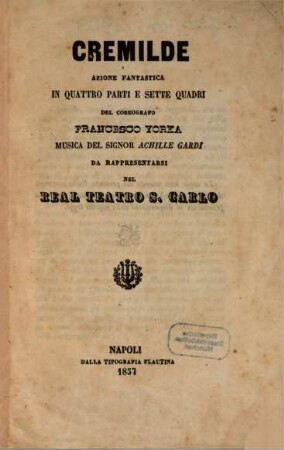 CREMILDE
AZIONE FANTASTICA
IN QUATTRO PARTI E SETTE QUADRI
DEL COREOGRAFO
FRANCESCO YORKA
MUSICA DEL SIGNOR ACHILLE GARDI
DA RAPPRESENTARSI
NEL
REAL TEATRO S. CARLO
NAPOLI
DALLA TIPOGRAFIA FLAUTINA
1857